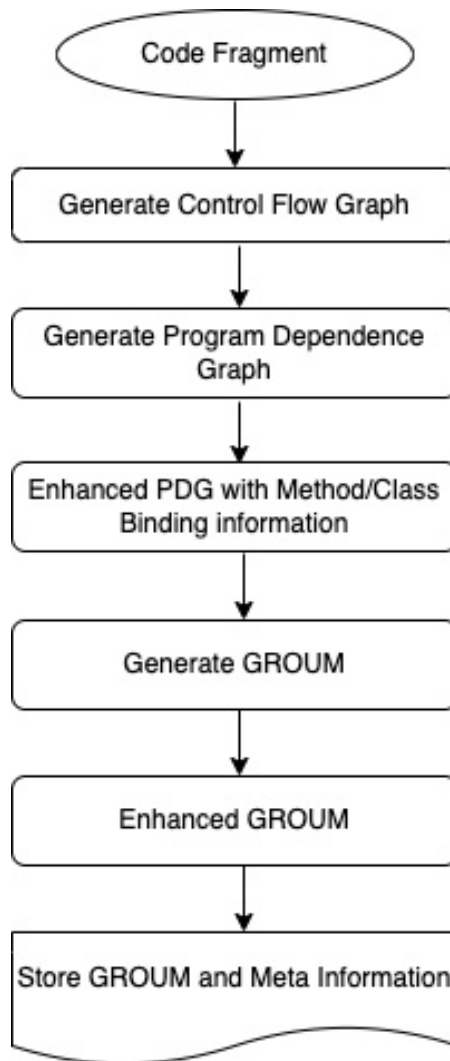 Code Fragment
Generate Control Flow Graph
Generate Program Dependence
Graph
Enhanced PDG with Method/Class
Binding information
Generate GROUM
Enhanced GROUM
Store GROUM and Meta Information